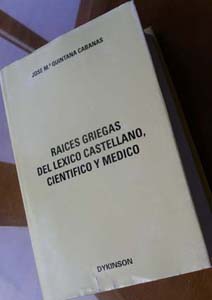 JOSE Mª QUINTANA CABANAS
RAICES GRIEGAS
DEL LEXICO CASTELLANO,
CIENTIFICO Y MEDICO
DYKINSON